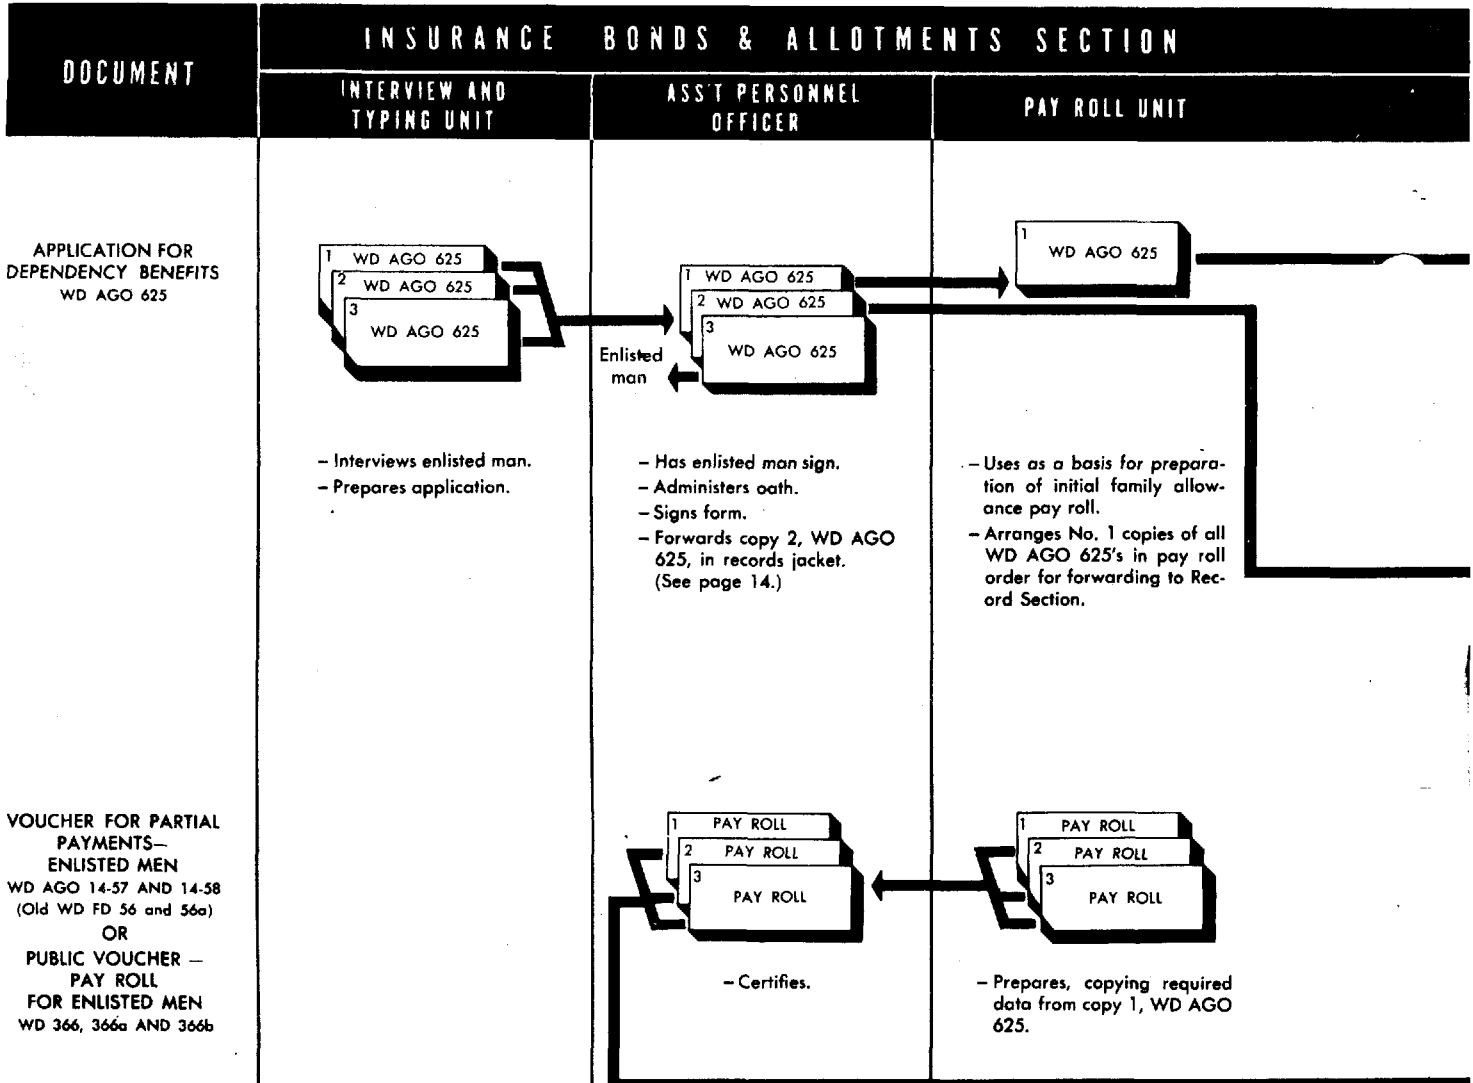 DOCUMENT
INSURANCE BONDS & ALLOTMENTS SECTION
INTERVIEW AND
TYPING UNIT
ASS'T PERSONNEL
OFFICER
PAY ROLL UNIT
APPLICATION FOR
DEPENDENCY BENEFITS
WD AGO 625
1 WD AGO 625
2 WD AGO 625
3
WD AGO 625
- Interviews enlisted man.
- Prepares application.
1 WD AGO 625
2 WD AGO 625
3
WD AGO 625
Enlisted
man
- Has enlisted man sign.
- Administers oath.
- Signs form.
- Forwards copy 2, WD AGO
625, in records jacket.
(See page 14.)
1
WD AGO 625
- Uses as a basis for prepara-
tion of initial family allow-
ance pay roll.
- Arranges No. 1 copies of all
WD AGO 625's in pay roll
order for forwarding to Rec-
ord Section.
VOUCHER FOR PARTIAL
PAYMENTS—
ENLISTED MEN
WD AGO 14-57 AND 14-58
(Old WD FD 56 and 56a)
OR
PUBLIC VOUCHER —
PAY ROLL
FOR ENLISTED MEN
WD 366, 366a AND 366b
1 PAY ROLL
2 PAY ROLL
3
PAY ROLL
- Certifies.
1 PAY ROLL
2 PAY ROLL
3
PAY ROLL
- Prepares, copying required
data from copy 1, WD AGO
625.